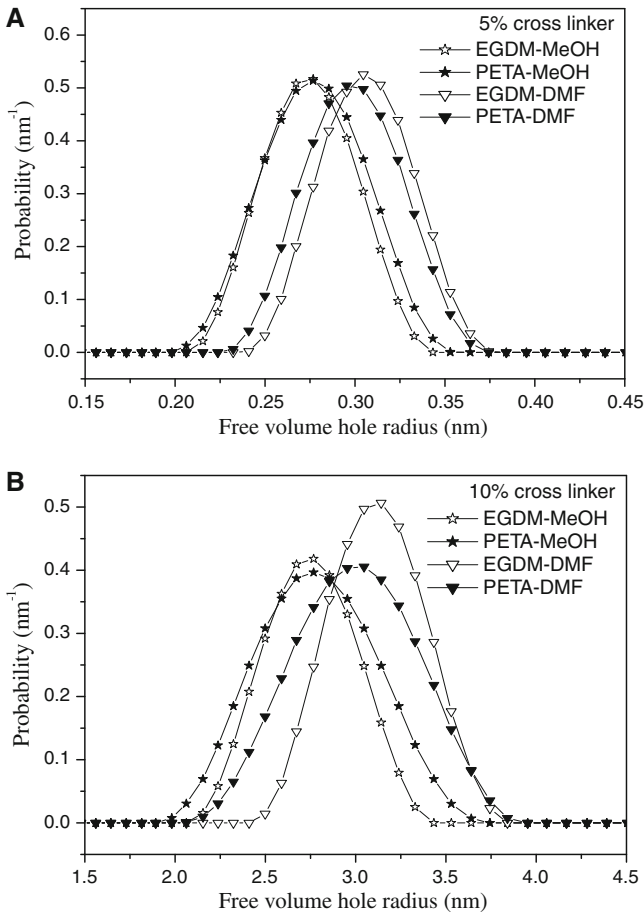 A
5% cross linker
EGDM-MeOH
PETA-MeOH
EGDM-DMF
PETA-DMF
Probability (nm⁻¹)
0.6
0.5
0.4
0.3
0.2
0.1
0.0
0.15 0.20 0.25 0.30 0.35 0.40 0.45
Free volume hole radius (nm)
B
10% cross linker
EGDM-MeOH
PETA-MeOH
EGDM-DMF
PETA-DMF
Probability (nm⁻¹)
0.5
0.4
0.3
0.2
0.1
0.0
1.5 2.0 2.5 3.0 3.5 4.0 4.5
Free volume hole radius (nm)